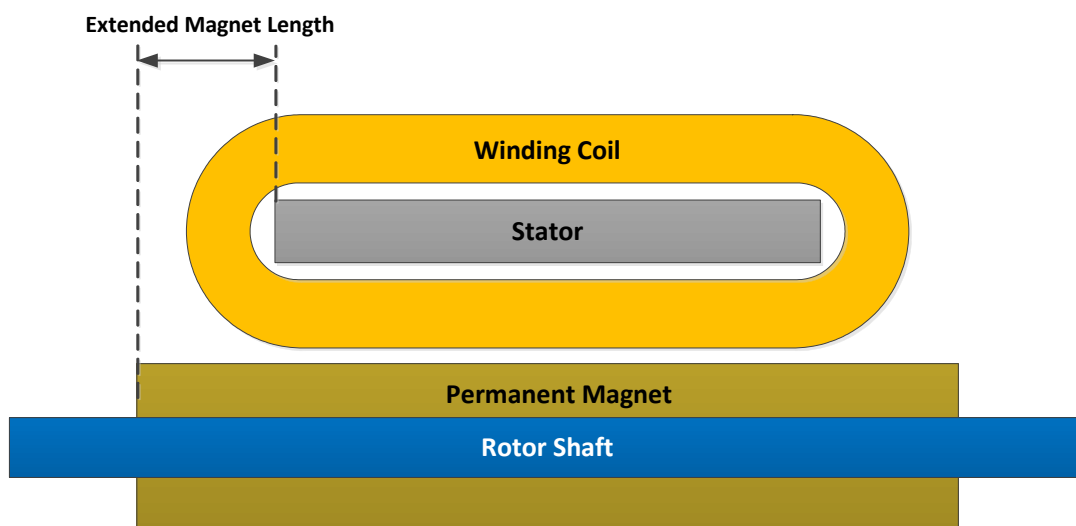 Extended Magnet Length
Winding Coil
Stator
Permanent Magnet
Rotor Shaft